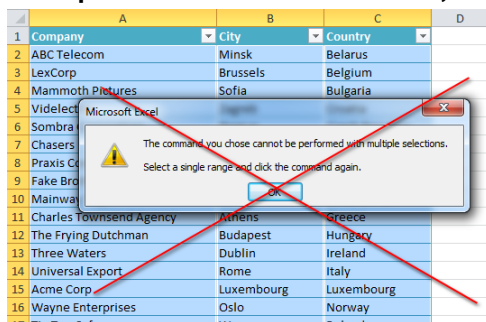 A B C D
1 Company City Country
2 ABC Telecom Minsk Belarus
3 LexCorp Brussels Belgium
4 Mammoth Pictures Sofia Bulgaria
5 Videlect
Microsoft Excel
6 Sombra
The command you chose cannot be performed with multiple selections.
7 Chasers
8 Praxis Co
Select a single range and click the command again.
9 Fake Bro
OK
10 Mainway
11 Charles Townsend Agency Athens Greece
12 The Frying Dutchman Budapest Hungary
13 Three Waters Dublin Ireland
14 Universal Export Rome Italy
15 Acme Corp Luxembourg Luxembourg
16 Wayne Enterprises Oslo Norway